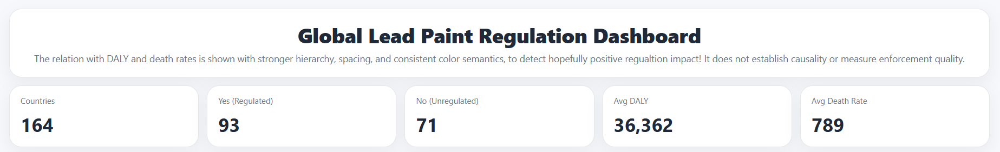 Global Lead Paint Regulation Dashboard
The relation with DALY and death rates is shown with stronger hierarchy, spacing, and consistent color semantics, to detect hopefully positive regualtion impact! It does not establish causality or measure enforcement quality.
Countries
164
Yes (Regulated)
93
No (Unregulated)
71
Avg DALY
36,362
Avg Death Rate
789